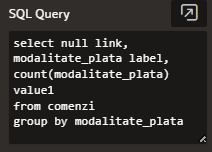 SQL Query
select null link,
modalitate_plata label,
count(modalitate_plata)
value1
from comenzi
group by modalitate_plata